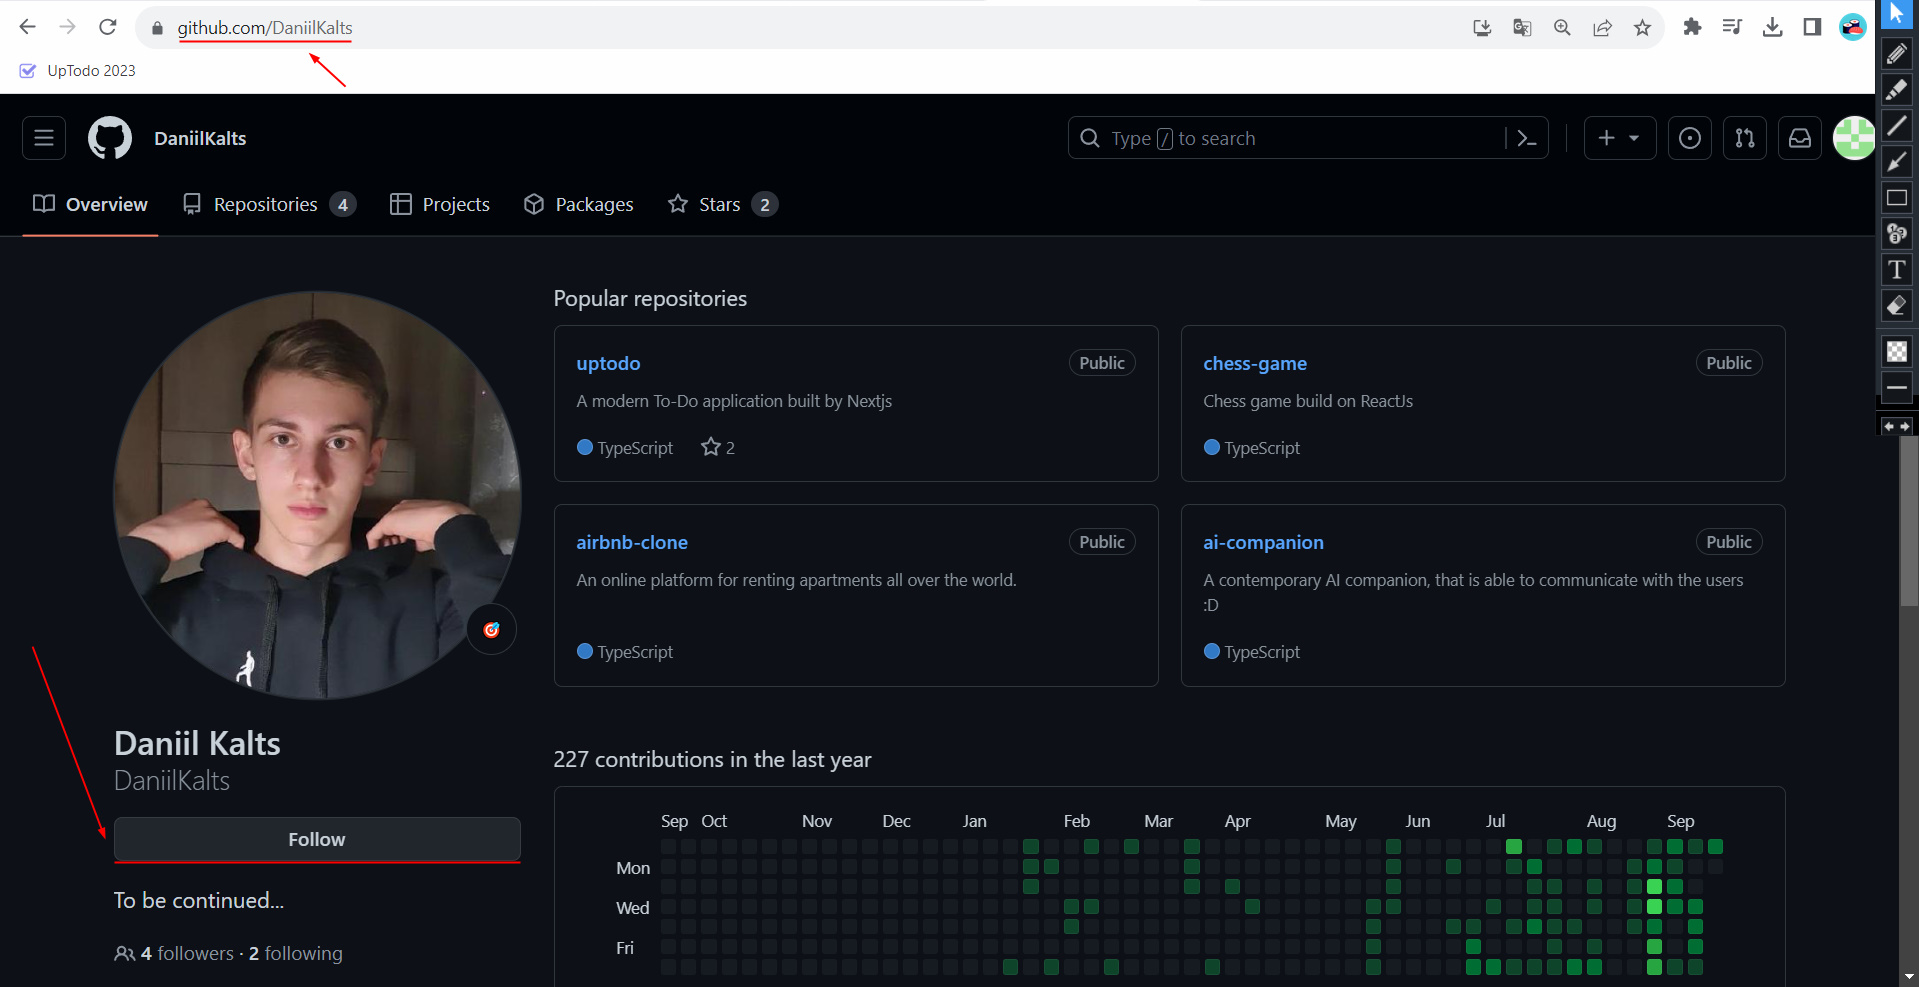 github.com/DaniilKalts
UpTodo 2023
DaniilKalts
Type / to search
Overview
Repositories 4
Projects
Packages
Stars 2
Popular repositories
uptodo Public
A modern To-Do application built by Nextjs
TypeScript 2
chess-game Public
Chess game build on ReactJs
TypeScript
airbnb-clone Public
An online platform for renting apartments all over the world.
TypeScript
ai-companion Public
A contemporary AI companion, that is able to communicate with the users
:D
TypeScript
Daniil Kalts
DaniilKalts
Follow
To be continued...
4 followers · 2 following
227 contributions in the last year
Sep Oct Nov Dec Jan Feb Mar Apr May Jun Jul Aug Sep
Mon
Wed
Fri
T